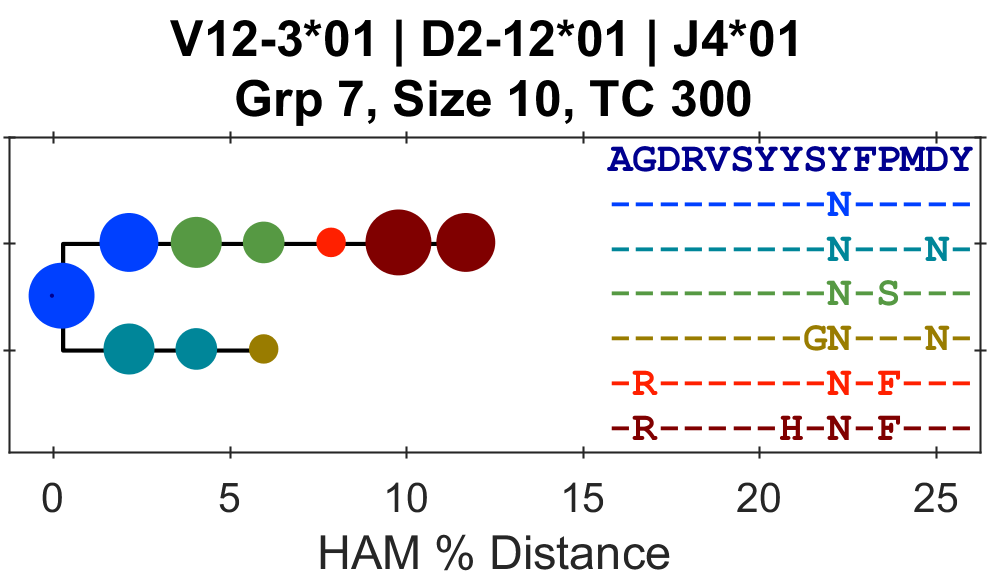 V12-3*01 | D2-12*01 | J4*01
Grp 7, Size 10, TC 300
AGDRVSYYSYFPMDY
---------N-----
---------N---N-
---------N-S---
--------GN---N-
-R-------N-F---
-R-----H-N-F---
0 5 10 15 20 25
HAM % Distance